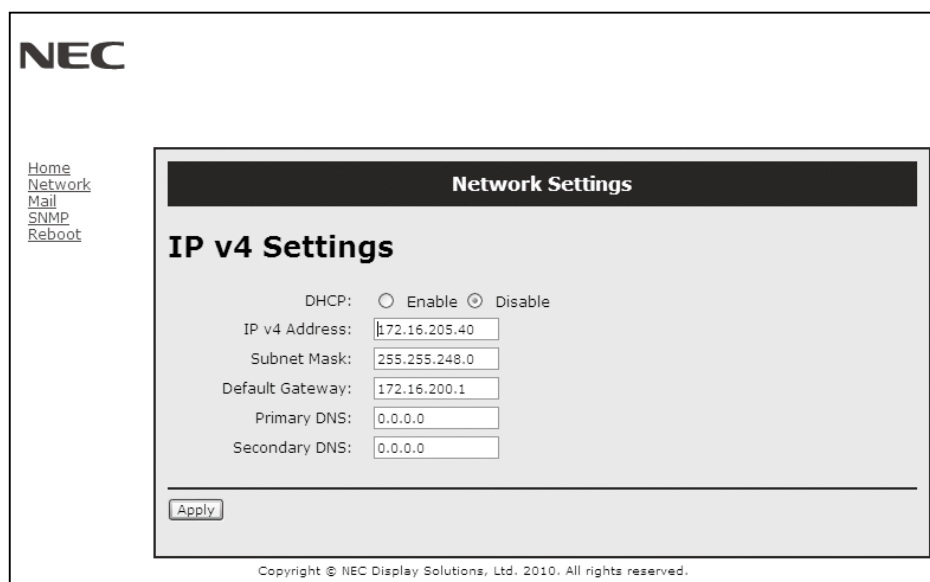 NEC
Home
Network
Mail
SNMP
Reboot
Network Settings
IP v4 Settings
DHCP: Enable Disable
IP v4 Address: 172.16.205.40
Subnet Mask: 255.255.248.0
Default Gateway: 172.16.200.1
Primary DNS: 0.0.0.0
Secondary DNS: 0.0.0.0
Apply
Copyright © NEC Display Solutions, Ltd. 2010. All rights reserved.